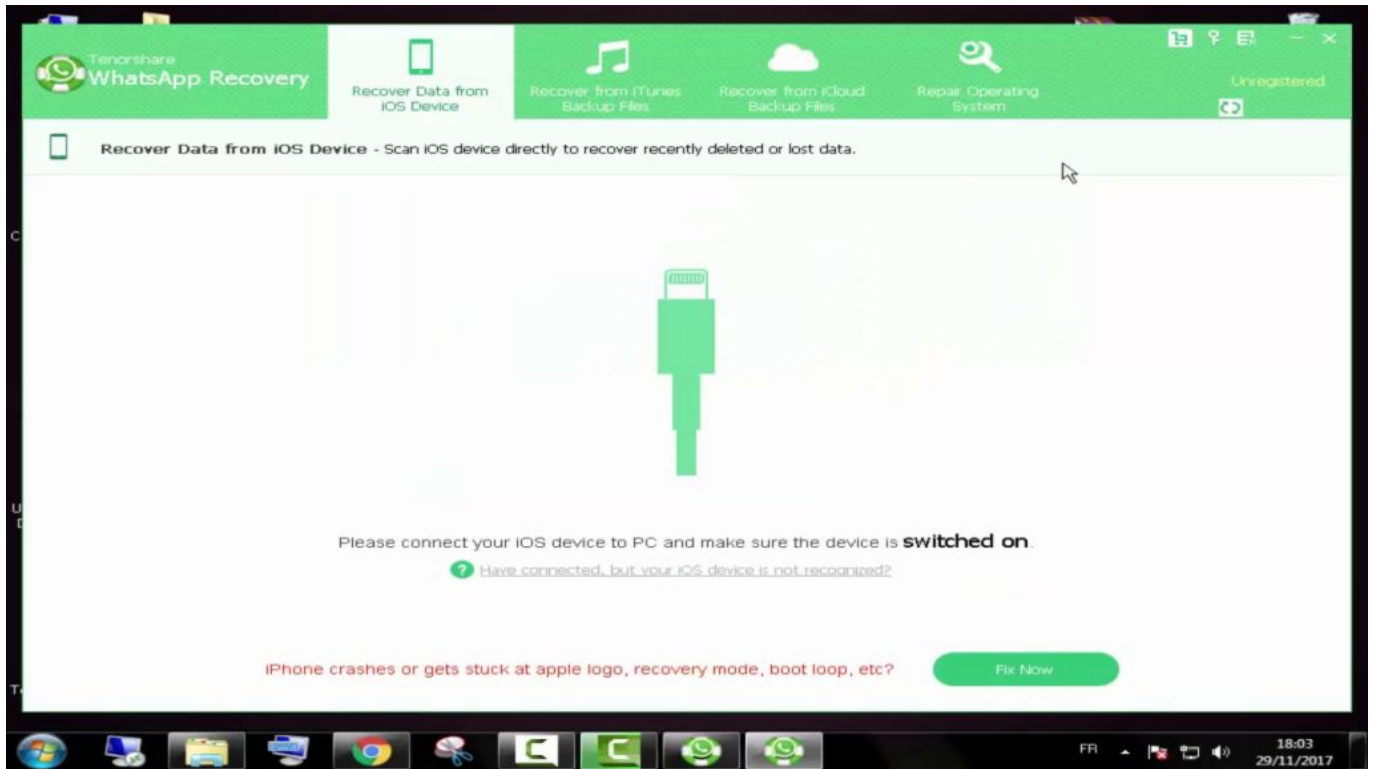 Tenorshare
WhatsApp Recovery
Recover Data from
iOS Device
Recover from iTunes
Backup Files
Recover from iCloud
Backup Files
Repair Operating
System
Unregistered
Recover Data from iOS Device - Scan iOS device directly to recover recently deleted or lost data.
Please connect your iOS device to PC and make sure the device is switched on.
? Have connected, but your iOS device is not recognized?
iPhone crashes or gets stuck at apple logo, recovery mode, boot loop, etc?
Fix Now
FR
18:03
29/11/2017